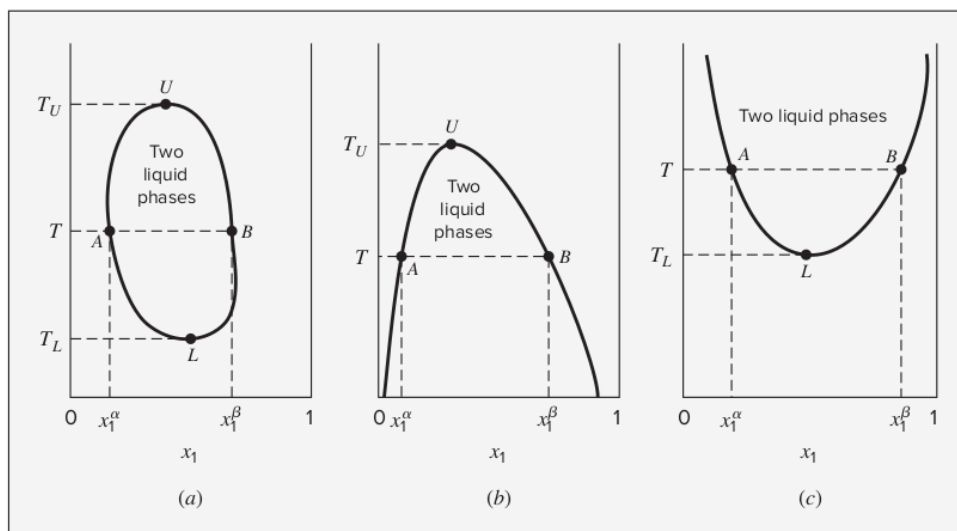 U
T_U
Two
liquid
phases
T
A
B
T_L
L
0
x_1^α
x_1^β
1
x_1
(a)
U
T_U
Two
liquid
phases
T
A
B
0
x_1^α
x_1^β
1
x_1
(b)
Two liquid phases
T
A
B
T_L
L
0
x_1^α
x_1^β
1
x_1
(c)